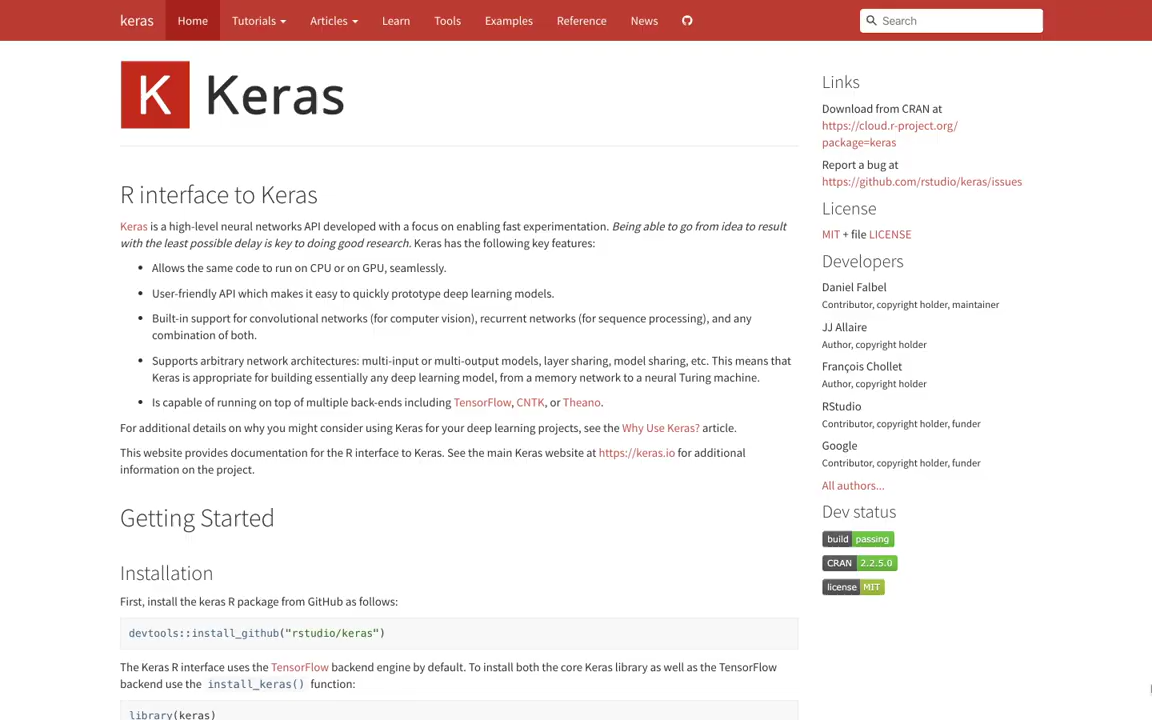 keras Home Tutorials Articles Learn Tools Examples Reference News Search
K Keras
R interface to Keras
Keras is a high-level neural networks API developed with a focus on enabling fast experimentation. Being able to go from idea to result
with the least possible delay is key to doing good research. Keras has the following key features:
• Allows the same code to run on CPU or on GPU, seamlessly.
• User-friendly API which makes it easy to quickly prototype deep learning models.
• Built-in support for convolutional networks (for computer vision), recurrent networks (for sequence processing), and any
combination of both.
• Supports arbitrary network architectures: multi-input or multi-output models, layer sharing, model sharing, etc. This means that
Keras is appropriate for building essentially any deep learning model, from a memory network to a neural Turing machine.
• Is capable of running on top of multiple back-ends including TensorFlow, CNTK, or Theano.
For additional details on why you might consider using Keras for your deep learning projects, see the Why Use Keras? article.
This website provides documentation for the R interface to Keras. See the main Keras website at https://keras.io for additional
information on the project.
Getting Started
Installation
First, install the keras R package from GitHub as follows:
devtools::install_github("rstudio/keras")
The Keras R interface uses the TensorFlow backend engine by default. To install both the core Keras library as well as the TensorFlow
backend use the install_keras() function:
library(keras)
Links
Download from CRAN at
https://cloud.r-project.org/
package=keras
Report a bug at
https://github.com/rstudio/keras/issues
License
MIT + file LICENSE
Developers
Daniel Falbel
Contributor, copyright holder, maintainer
JJ Allaire
Author, copyright holder
François Chollet
Author, copyright holder
RStudio
Contributor, copyright holder, funder
Google
Contributor, copyright holder, funder
All authors...
Dev status
build passing
CRAN 2.2.5.0
license MIT